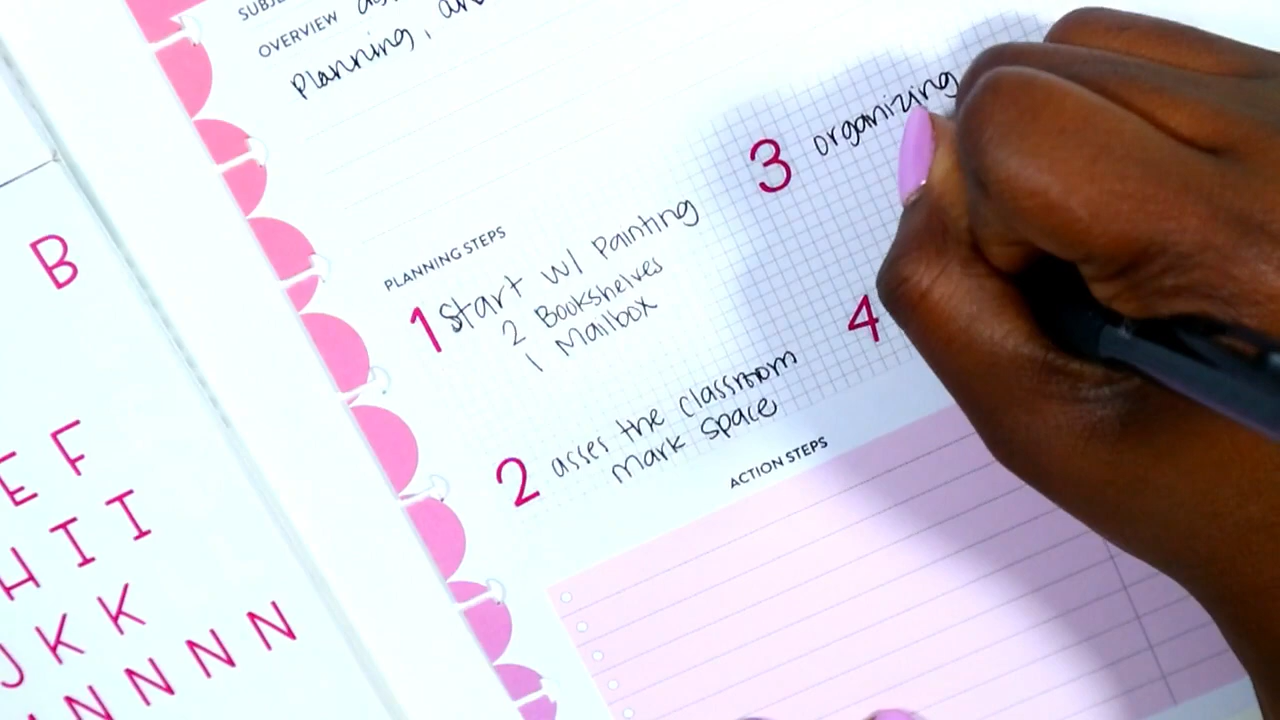 OVERVIEW
Planning,
PLANNING STEPS
1 Start w/ Painting
2 Bookshelves
1 Mailbox
2 asses the classroom
mark space
3 organizing
4
ACTION STEPS
B
E F
H I I
J K K
N N N N